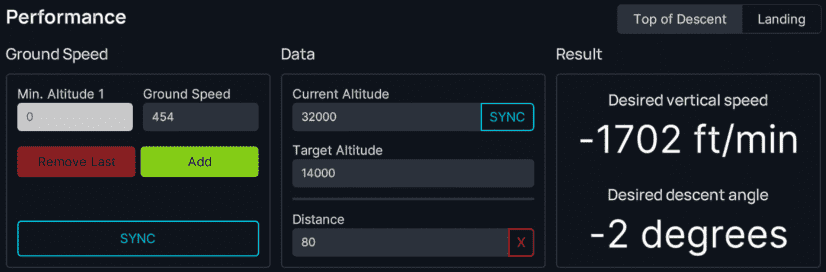 Performance
Top of Descent
Landing
Ground Speed
Data
Result
Min. Altitude 1
Ground Speed
0
454
Remove Last
Add
SYNC
Current Altitude
32000
SYNC
Target Altitude
14000
Distance
80
X
Desired vertical speed
-1702 ft/min
Desired descent angle
-2 degrees